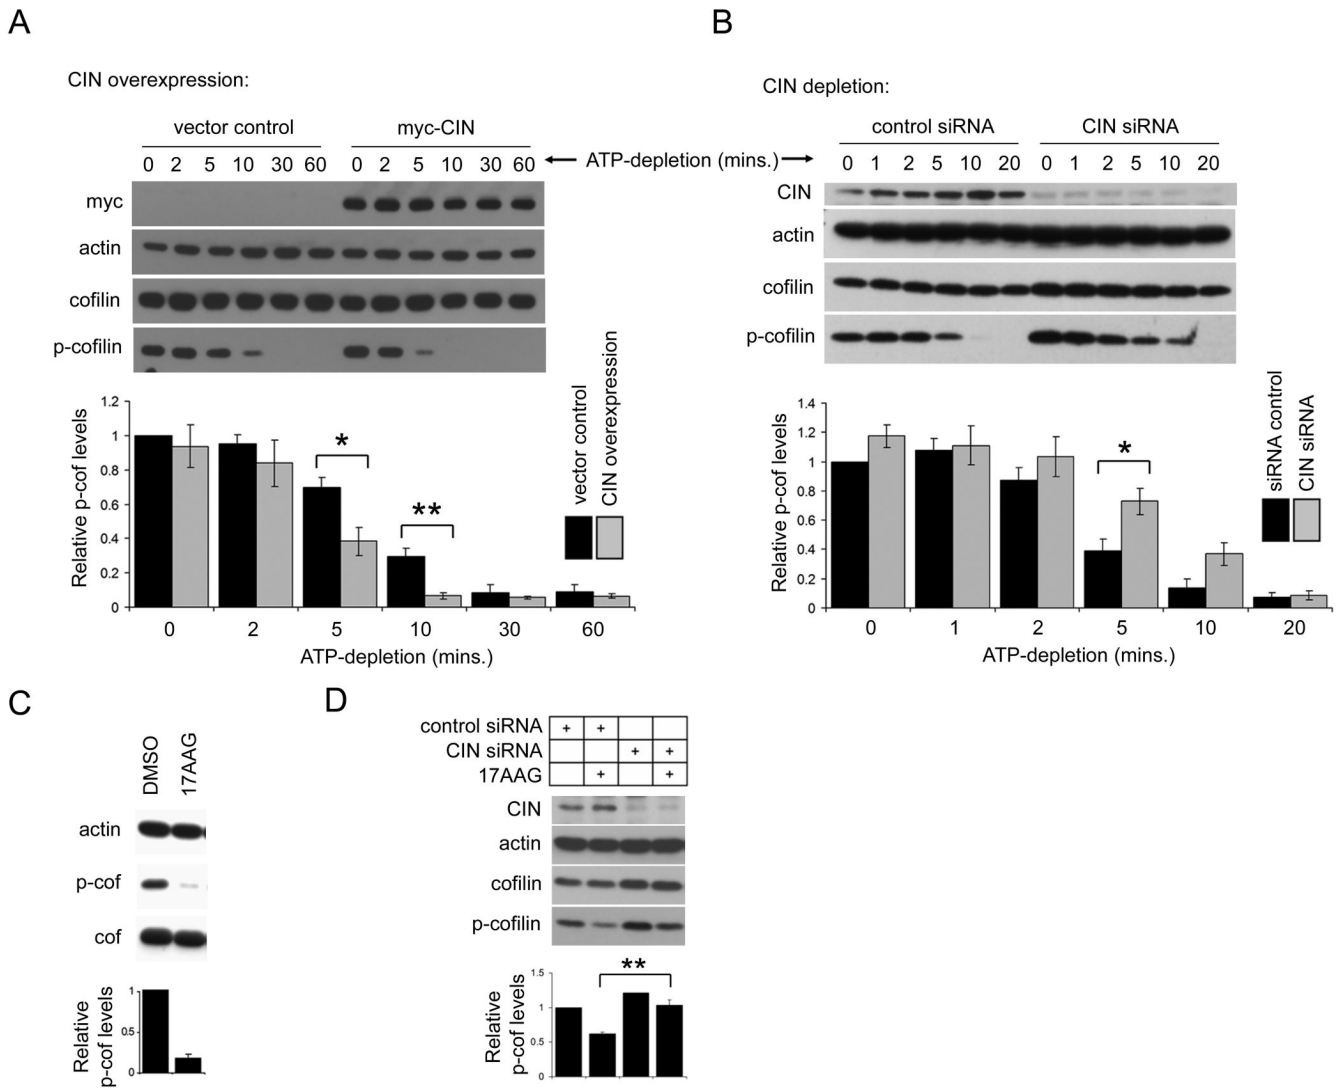 A
CIN overexpression:
vector control myc-CIN
0 2 5 10 30 60 0 2 5 10 30 60
ATP-depletion (mins.)
myc
actin
cofilin
p-cofilin
Relative p-cof levels
1.2
1
0.8
0.6
0.4
0.2
0
*
**
vector control
CIN overexpression
0 2 5 10 30 60
ATP-depletion (mins.)
B
CIN depletion:
control siRNA CIN siRNA
0 1 2 5 10 20 0 1 2 5 10 20
CIN
actin
cofilin
p-cofilin
Relative p-cof levels
1.4
1.2
1.0
0.8
0.6
0.4
0.2
0
*
siRNA control
CIN siRNA
0 1 2 5 10 20
ATP-depletion (mins.)
C
DMSO
17AAG
actin
p-cof
cof
Relative
p-cof levels
1
0.5
0
D
control siRNA + +
CIN siRNA + +
17AAG + +
CIN
actin
cofilin
p-cofilin
Relative
p-cof levels
1.5
1
0.5
0
**